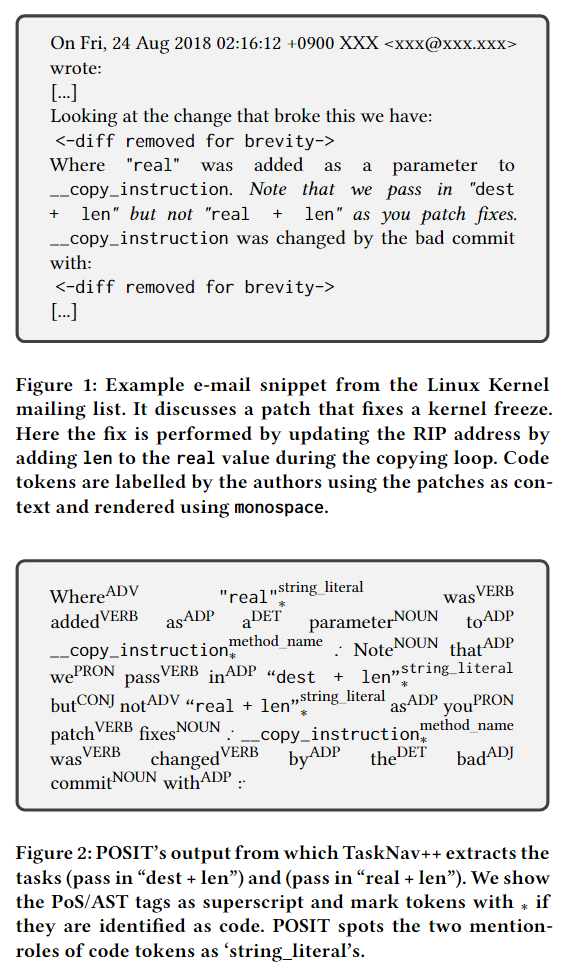 On Fri, 24 Aug 2018 02:16:12 +0900 XXX <xxx@xxx.xxx>
wrote:
[...]
Looking at the change that broke this we have:
<-diff removed for brevity->
Where "real" was added as a parameter to
__copy_instruction. Note that we pass in "dest
+ len" but not "real + len" as you patch fixes.
__copy_instruction was changed by the bad commit
with:
<-diff removed for brevity->
[...]
Figure 1: Example e-mail snippet from the Linux Kernel
mailing list. It discusses a patch that fixes a kernel freeze.
Here the fix is performed by updating the RIP address by
adding len to the real value during the copying loop. Code
tokens are labelled by the authors using the patches as con-
text and rendered using monospace.
Where^ADV "real"*^string_literal was^VERB
added^VERB as^ADP a^DET parameter^NOUN to^ADP
__copy_instruction*^method_name . Note^NOUN that^ADP
we^PRON pass^VERB in^ADP “dest + len”*^string_literal
but^CONJ not^ADV “real + len”*^string_literal as^ADP you^PRON
patch^VERB fixes^NOUN . __copy_instruction*^method_name
was^VERB changed^VERB by^ADP the^DET bad^ADJ
commit^NOUN with^ADP :
Figure 2: POSIT’s output from which TaskNav++ extracts the
tasks (pass in “dest + len”) and (pass in “real + len”). We show
the PoS/AST tags as superscript and mark tokens with * if
they are identified as code. POSIT spots the two mention-
roles of code tokens as ‘string_literal’s.